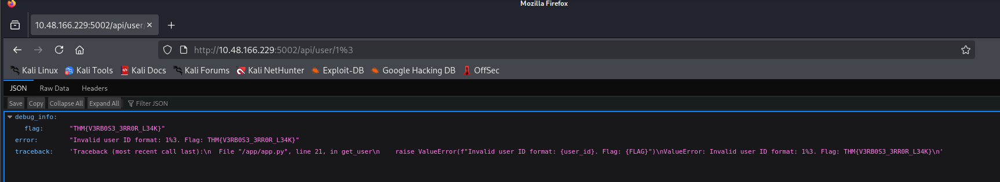 Mozilla Firefox
10.48.166.229:5002/api/user/
http://10.48.166.229:5002/api/user/1%3
Kali Linux Kali Tools Kali Docs Kali Forums Kali NetHunter Exploit-DB Google Hacking DB OffSec
JSON Raw Data Headers
Save Copy Collapse All Expand All Filter JSON
debug_info:
flag: "THM{V3RB0S3_3RR0R_L34K}"
error: "Invalid user ID format: 1%3. Flag: THM{V3RB0S3_3RR0R_L34K}"
traceback: 'Traceback (most recent call last):\n  File "/app/app.py", line 21, in get_user\n    raise ValueError(f"Invalid user ID format: {user_id}. Flag: {FLAG}")\nValueError: Invalid user ID format: 1%3. Flag: THM{V3RB0S3_3RR0R_L34K}\n'